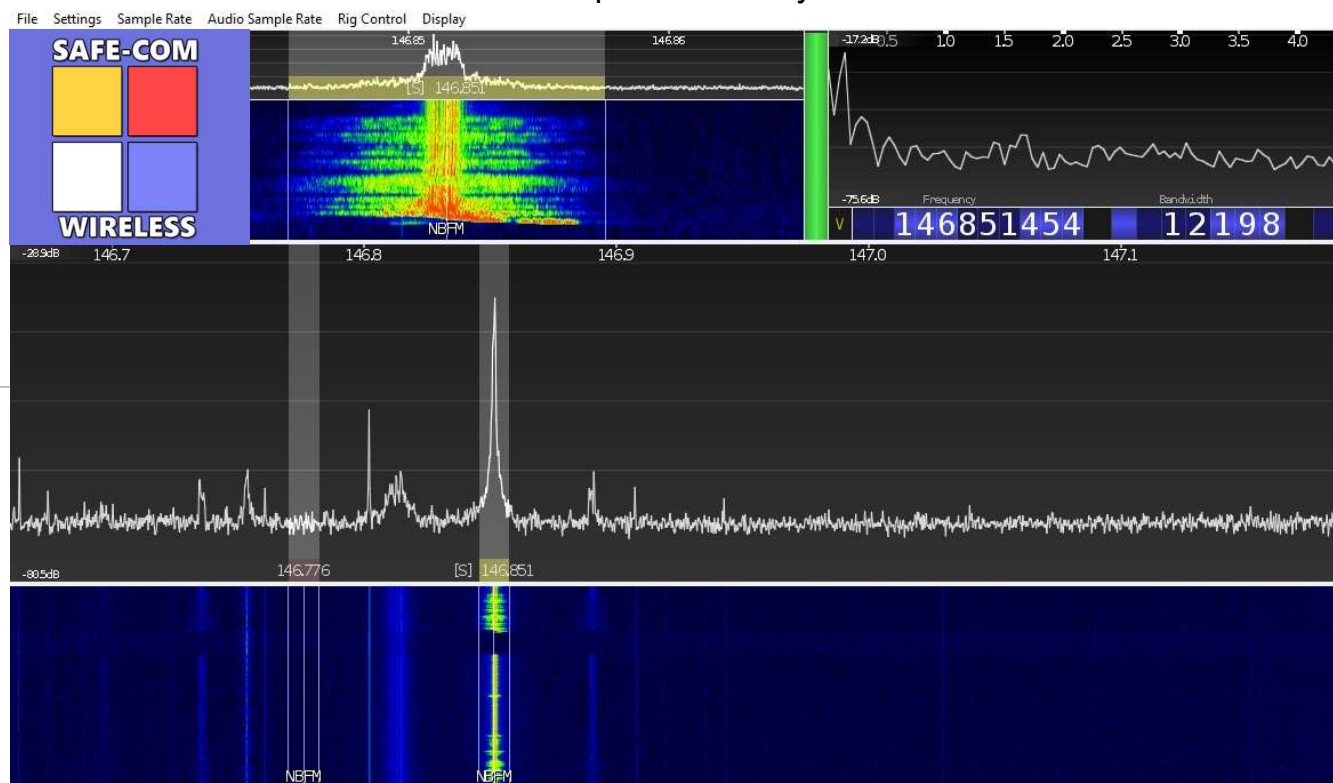 File Settings Sample Rate Audio Sample Rate Rig Control Display
SAFE-COM
WIRELESS
146.85 146.86
[S] 146.851
NBFM
-17.2dB 0.5 1.0 1.5 2.0 2.5 3.0 3.5 4.0
-75.6dB Frequency Bandwidth
V 146851454 12198
-28.9dB 146.7 146.8 146.9 147.0 147.1
-80.5dB 146.776 [S] 146.851
NBFM NBFM